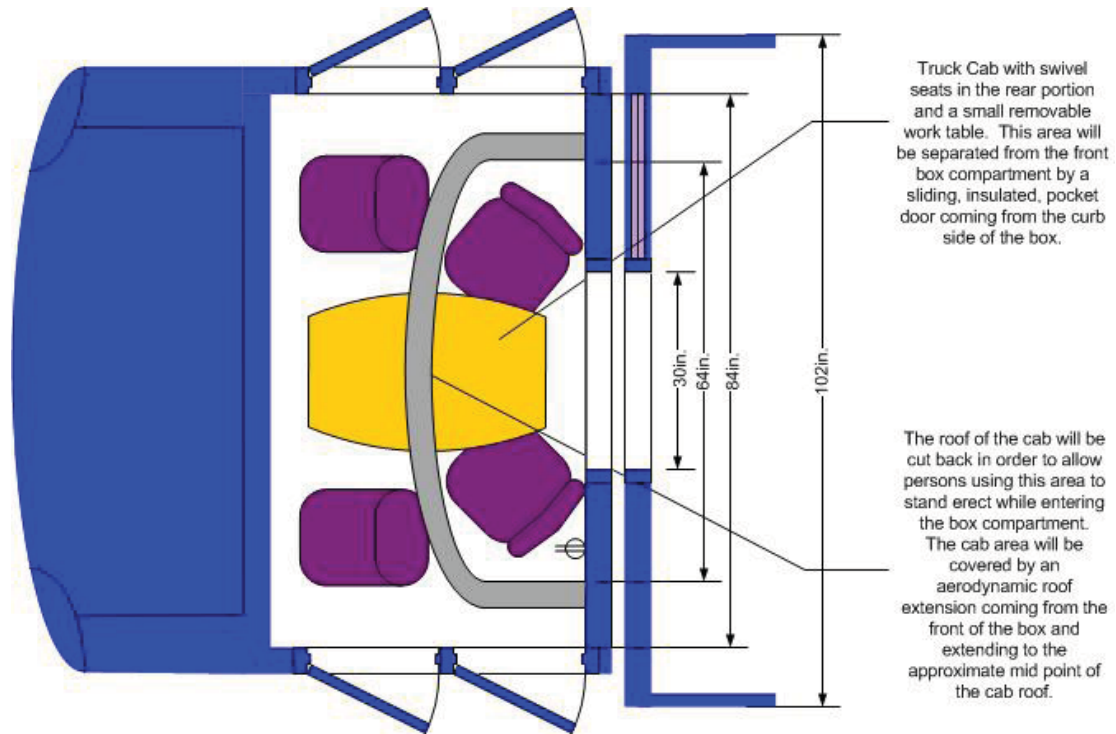 Truck Cab with swivel
seats in the rear portion
and a small removable
work table. This area will
be separated from the front
box compartment by a
sliding, insulated, pocket
door coming from the curb
side of the box.
30in.
64in.
84in.
102in.
The roof of the cab will be
cut back in order to allow
persons using this area to
stand erect while entering
the box compartment.
The cab area will be
covered by an
aerodynamic roof
extension coming from the
front of the box and
extending to the
approximate mid point of
the cab roof.